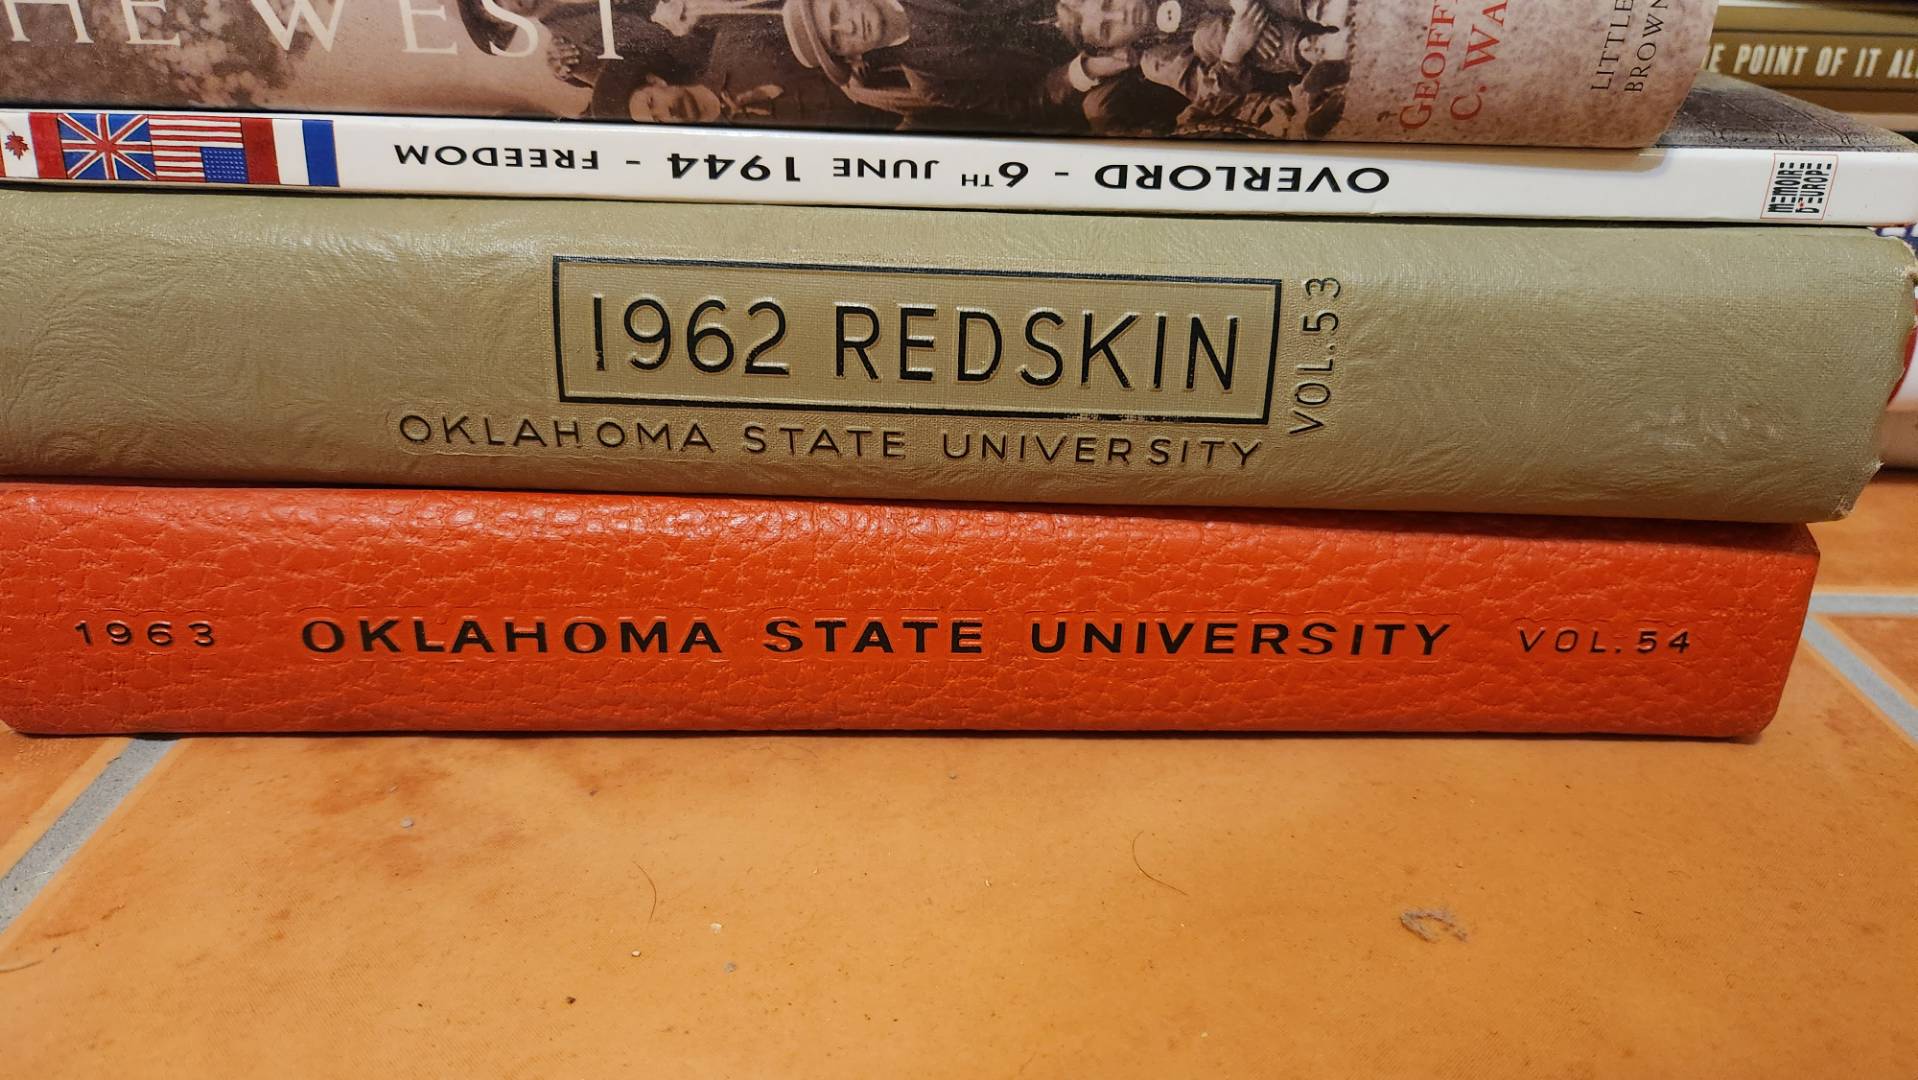 HE WEST
GEOFF
C. WA
LITTLE
BROWN
E POINT OF IT AL
OVERLORD - 6TH JUNE 1944 - FREEDOM
MEMOIRE
D'EUROPE
1962 REDSKIN
VOL.53
OKLAHOMA STATE UNIVERSITY
1963 OKLAHOMA STATE UNIVERSITY VOL.54